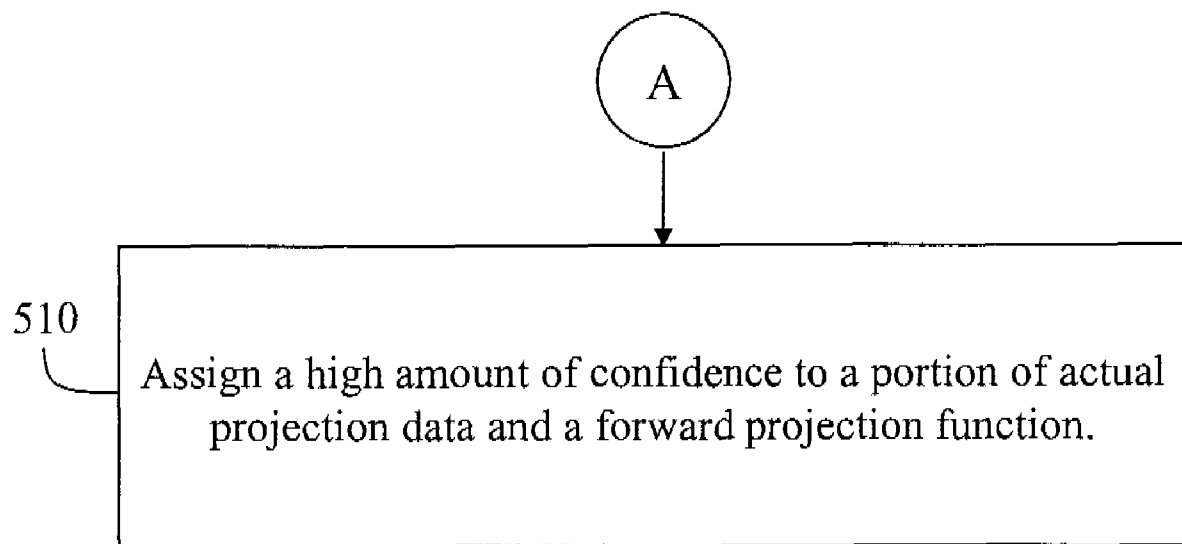 A
510
Assign a high amount of confidence to a portion of actual
projection data and a forward projection function.